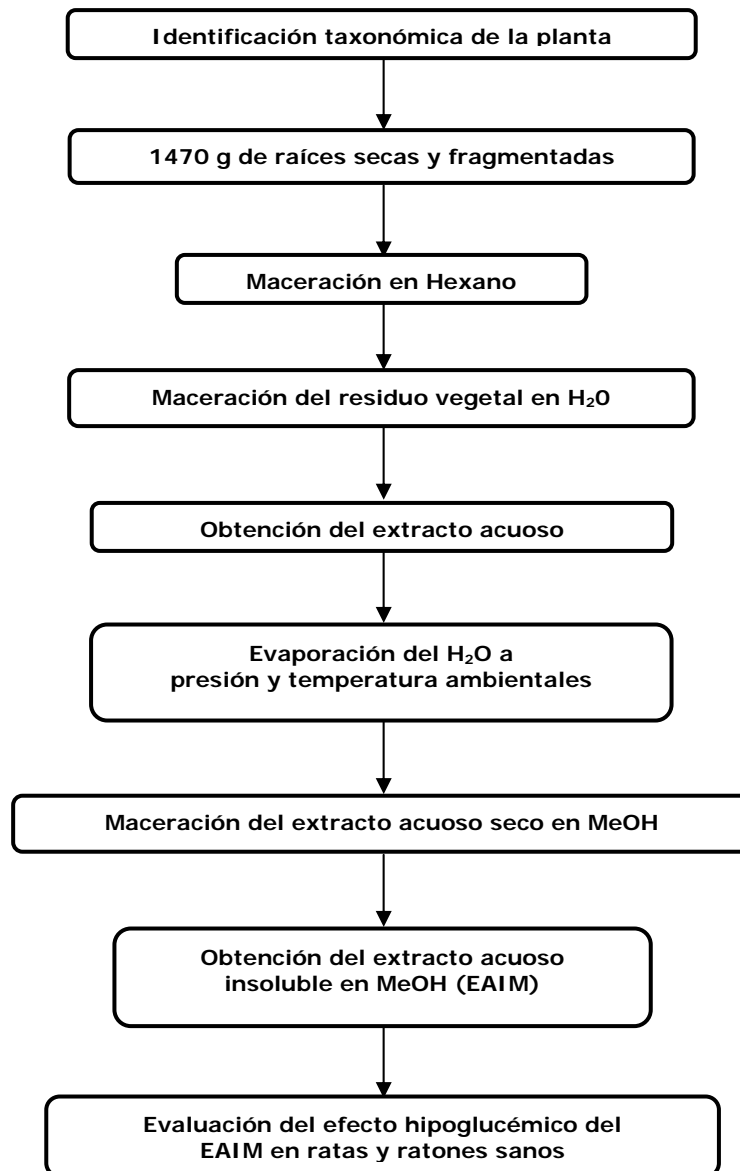 Identificación taxonómica de la planta
1470 g de raíces secas y fragmentadas
Maceración en Hexano
Maceración del residuo vegetal en H₂0
Obtención del extracto acuoso
Evaporación del H₂O a
presión y temperatura ambientales
Maceración del extracto acuoso seco en MeOH
Obtención del extracto acuoso
insoluble en MeOH (EAIM)
Evaluación del efecto hipoglucémico del
EAIM en ratas y ratones sanos